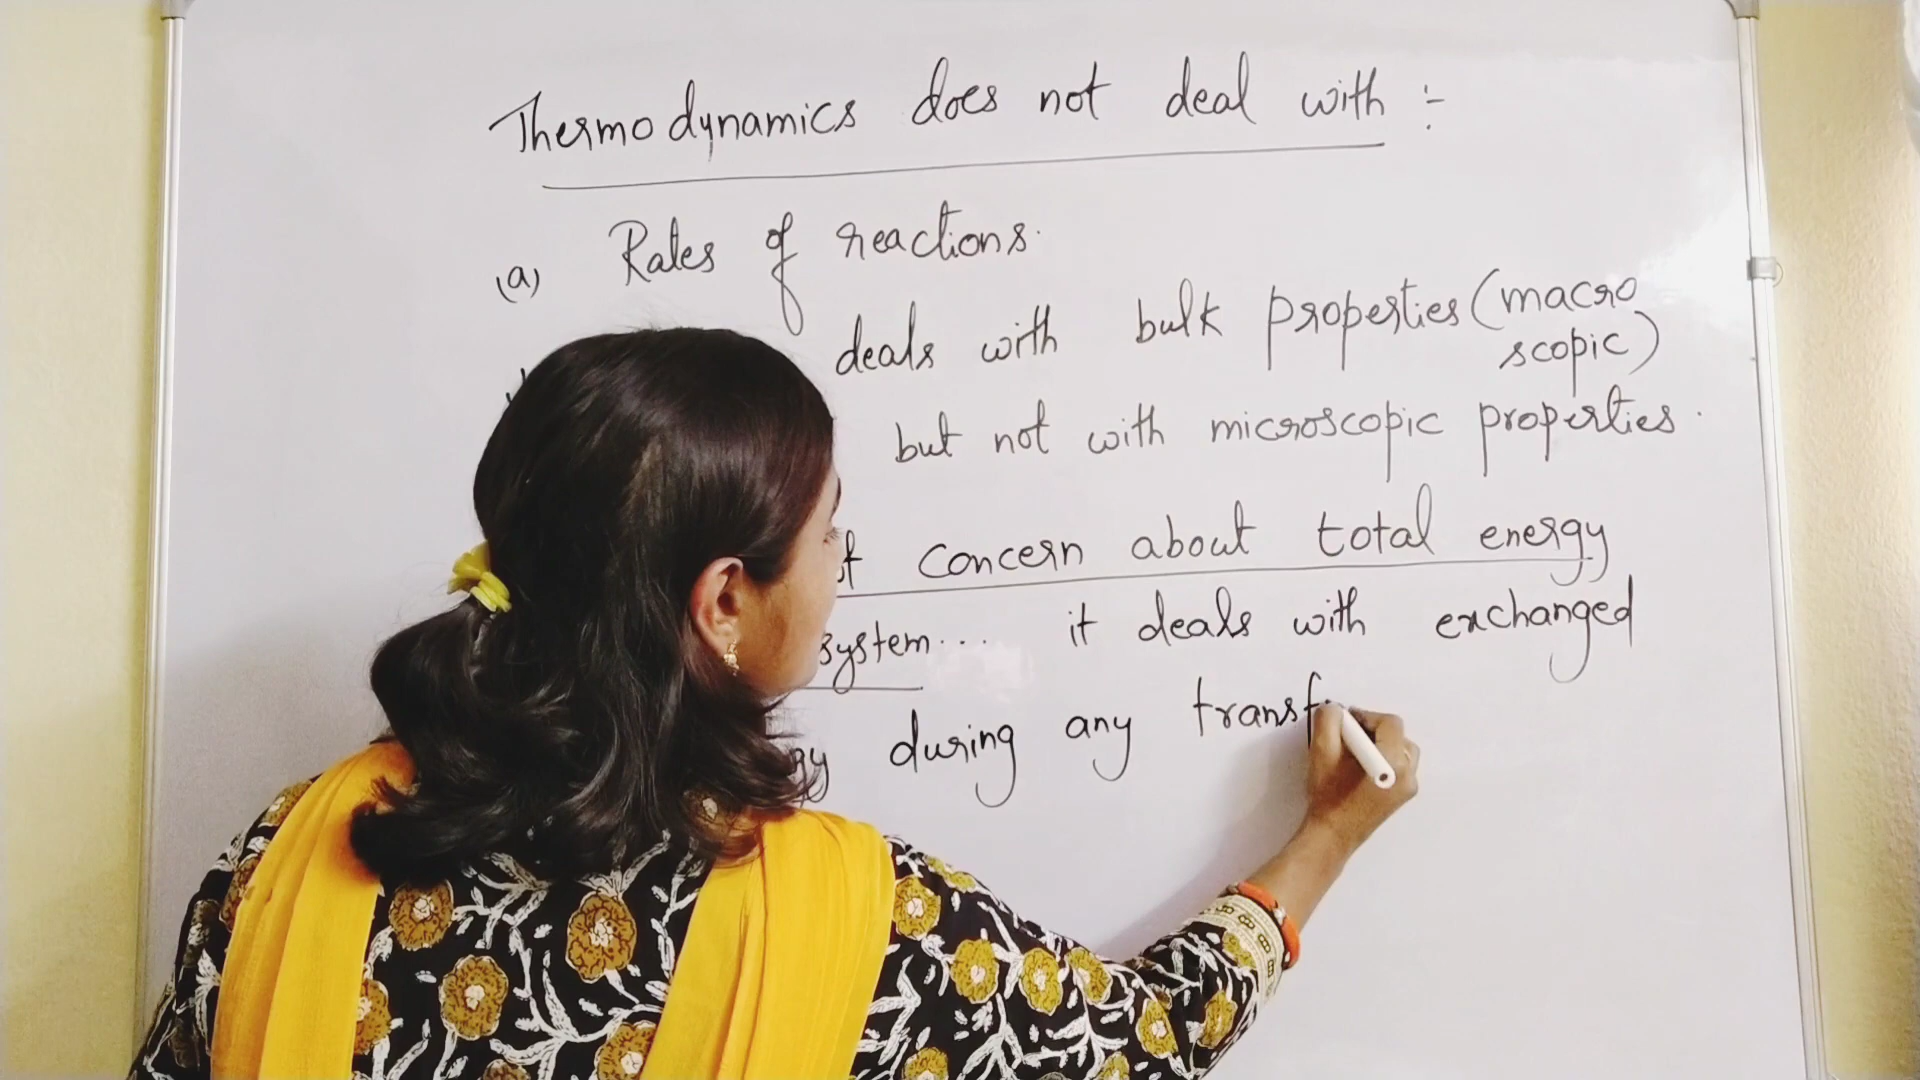 Thermodynamics does not deal with :-
(a) Rates of reactions.
deals with bulk properties (macro
scopic)
but not with microscopic properties.
concern about total energy
system... it deals with exchanged
during any transf